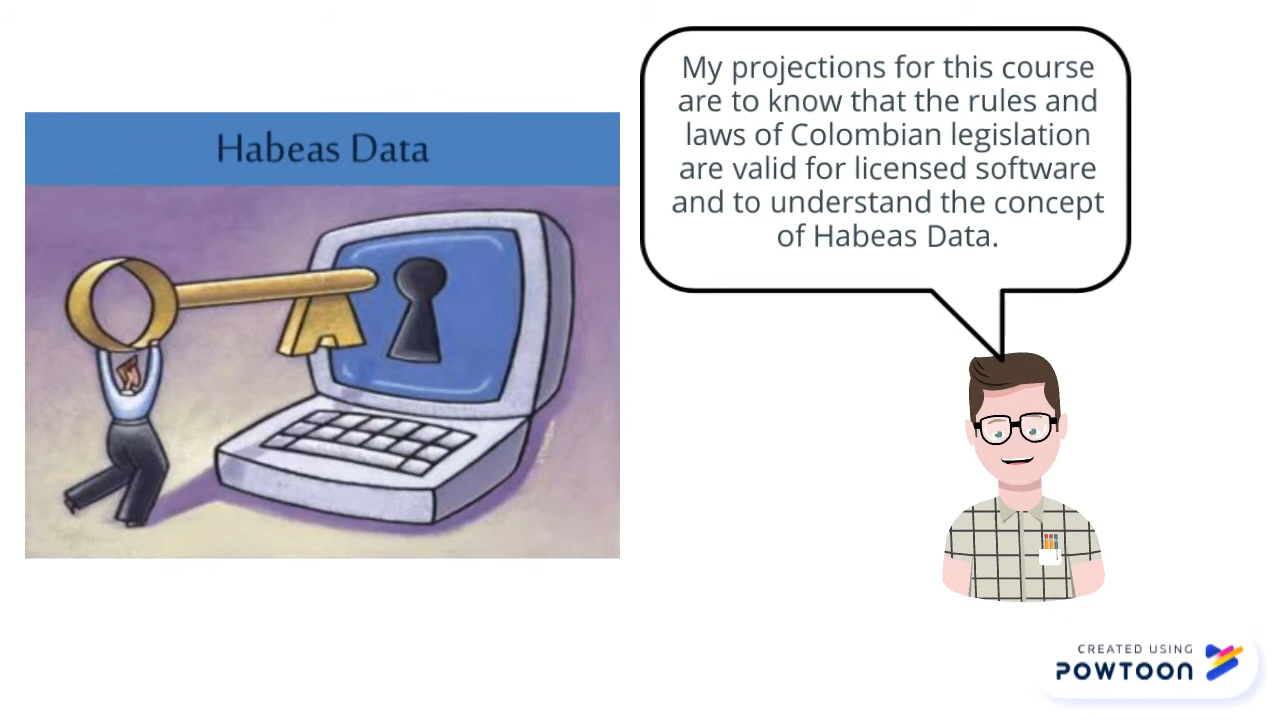 Habeas Data
My projections for this course
are to know that the rules and
laws of Colombian legislation
are valid for licensed software
and to understand the concept
of Habeas Data.
CREATED USING
POWTOON